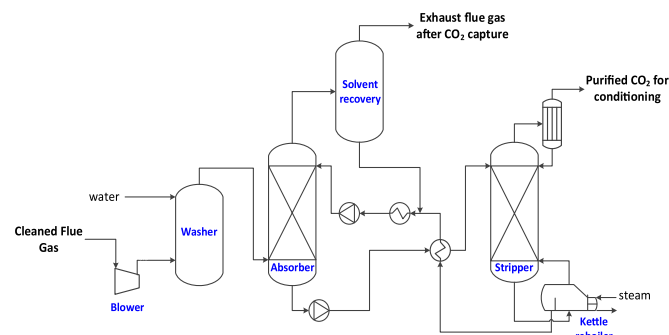 Exhaust flue gas
after CO₂ capture
Solvent
recovery
Purified CO₂ for
conditioning
water
Cleaned Flue
Gas
Washer
Blower
Absorber
Stripper
steam
Kettle